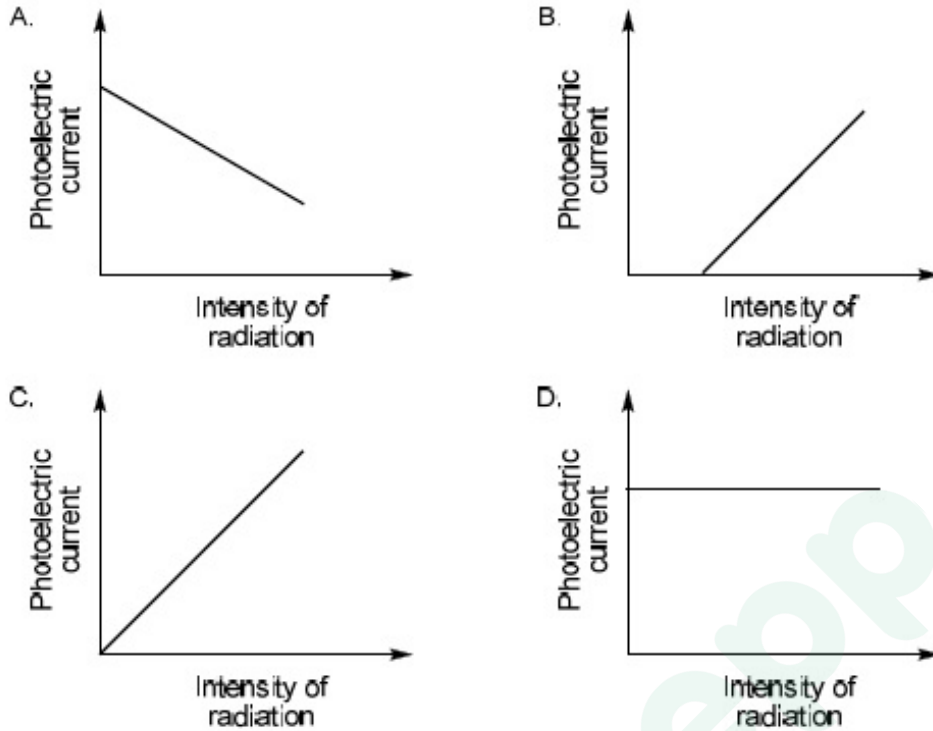 A.
Photoelectric
current
Intensity of
radiation
B.
Photoelectric
current
Intensity of
radiation
C.
Photoelectric
current
Intensity of
radiation
D.
Photoelectric
current
Intensity of
radiation
epp